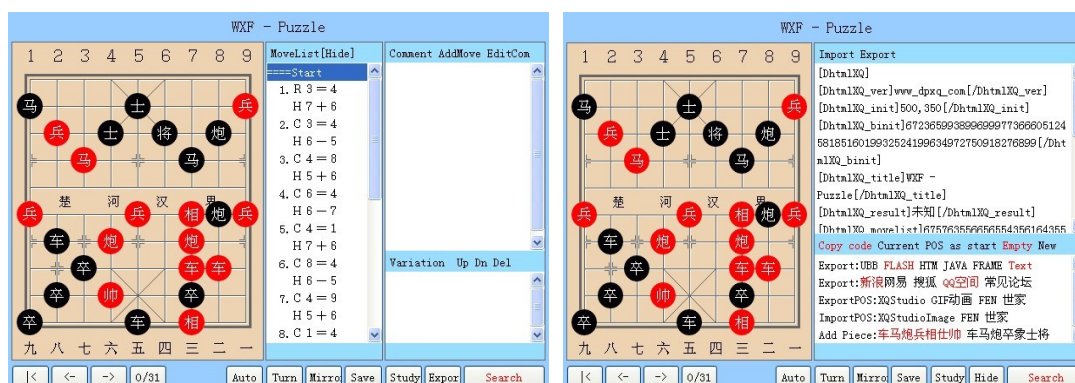 WXF - Puzzle
1 2 3 4 5 6 7 8 9
马 士 兵
兵 士 将 炮
马 马
楚 河 汉 界
兵 兵 相 炮 兵
车 炮 炮
卒 车 车
卒 帅 卒
卒 车 相
九 八 七 六 五 四 三 二 一
MoveList[Hide]
====Start
1. R 3=4
H 7+6
2. C 3=4
H 6-5
3. C 4=8
H 5+6
4. C 6=4
H 6-7
5. C 4=1
H 7+6
6. C 8=4
H 6-5
7. C 4=9
H 5+6
8. C 1=4
Comment AddMove EditCom
Variation Up Dn Del
|< <- -> 0/31 Auto Turn Mirro Save Study Expor Search
WXF - Puzzle
1 2 3 4 5 6 7 8 9
马 士 兵
兵 士 将 炮
马 马
楚 河 汉 界
兵 兵 相 炮 兵
车 炮 炮
卒 车 车
卒 帅 卒
卒 车 相
九 八 七 六 五 四 三 二 一
Import Export
[DhtmlXQ]
[DhtmlXQ_ver]www_dpxq_com[/DhtmlXQ_ver]
[DhtmlXQ_init]500,350[/DhtmlXQ_init]
[DhtmlXQ_binit]672365993899699977366605124
5818516019932524199634972750918276899[/Dht
mlXQ_binit]
[DhtmlXQ_title]WXF -
Puzzle[/DhtmlXQ_title]
[DhtmlXQ_result]未知[/DhtmlXQ_result]
[DhtmlXQ_movelist]675763556656554356164355
Copy code Current POS as start Empty New
Export:UBB FLASH HTM JAVA FRAME Text
Export:新浪网易 搜狐 QQ空间 常见论坛
ExportPOS:XQStudio GIF动画 FEN 世家
ImportPOS:XQStudioImage FEN 世家
Add Piece:车马炮兵相仕帅 车马炮卒象士将
|< <- -> 0/31 Auto Turn Mirro Save Study Hide Search